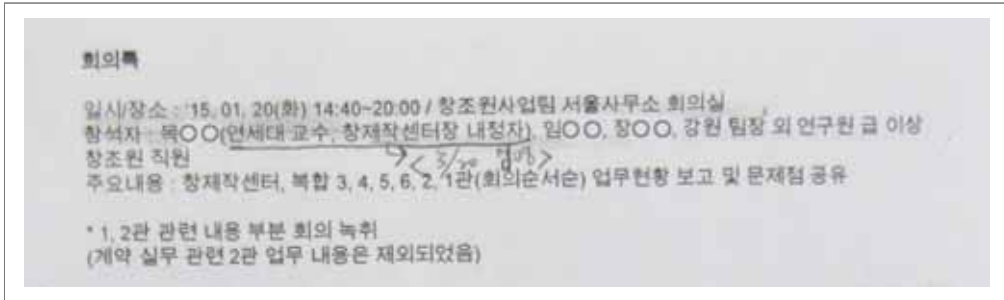 회의록
일시/장소 : '15. 01. 20(화) 14:40~20:00 / 창조원사업팀 서울사무소 회의실
참석자 : 목○○(연세대 교수, 창제작센터장 내정자), 임○○, 장○○, 강원 팀장 외 연구원 급 이상
<3/20 >
창조원 직원
주요내용 : 창제작센터, 복합 3, 4, 5, 6, 2, 1관(회의순서순) 업무현황 보고 및 문제점 공유
* 1, 2관 관련 내용 부분 회의 녹취
(계약 실무 관련 2관 업무 내용은 제외되었음)